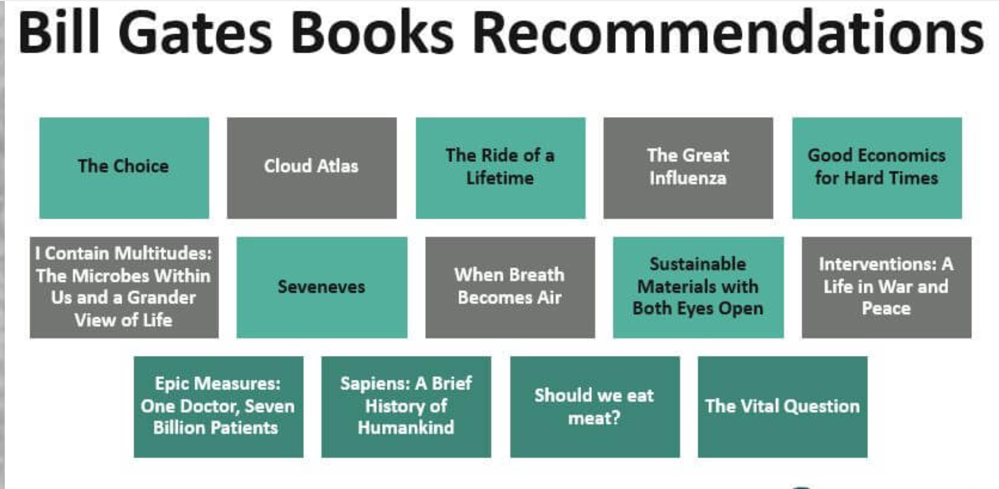 Bill Gates Books Recommendations
The Choice
Cloud Atlas
The Ride of a
Lifetime
The Great
Influenza
Good Economics
for Hard Times
I Contain Multitudes:
The Microbes Within
Us and a Grander
View of Life
Seveneves
When Breath
Becomes Air
Sustainable
Materials with
Both Eyes Open
Interventions: A
Life in War and
Peace
Epic Measures:
One Doctor, Seven
Billion Patients
Sapiens: A Brief
History of
Humankind
Should we eat
meat?
The Vital Question